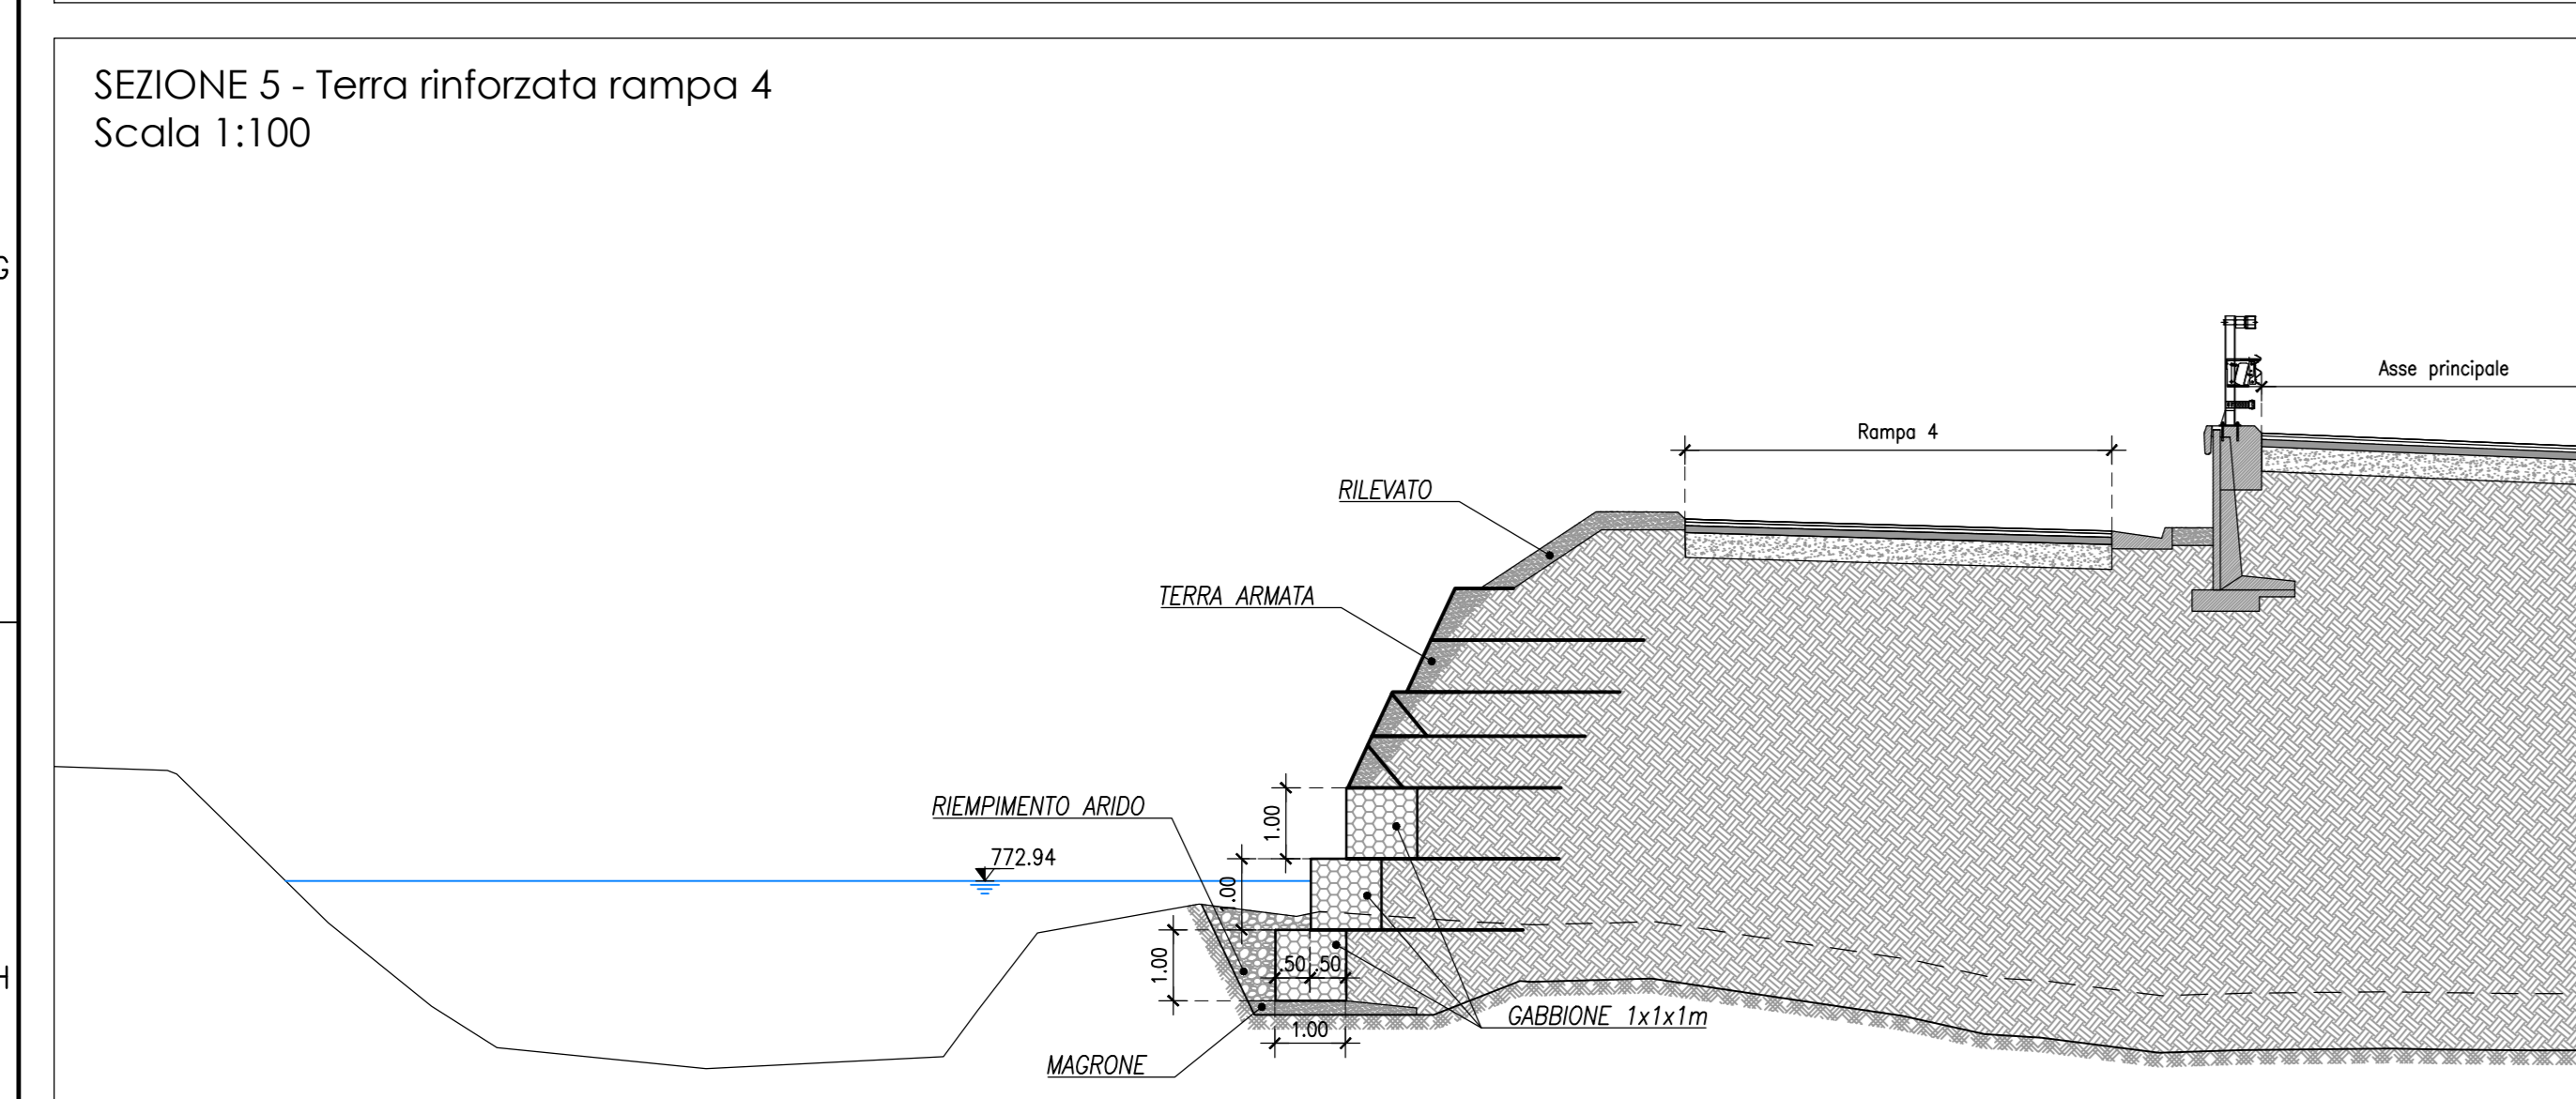 SEZIONE 5 - Terra rinforzata rampa 4
Scala 1:100
G
Asse principale
Rampa 4
RILEVATO
TERRA ARMATA
RIEMPIMENTO ARIDO
1.00
772.94
1.00
1.00
.50 .50
H
GABBIONE 1x1x1m
1.00
MAGRONE